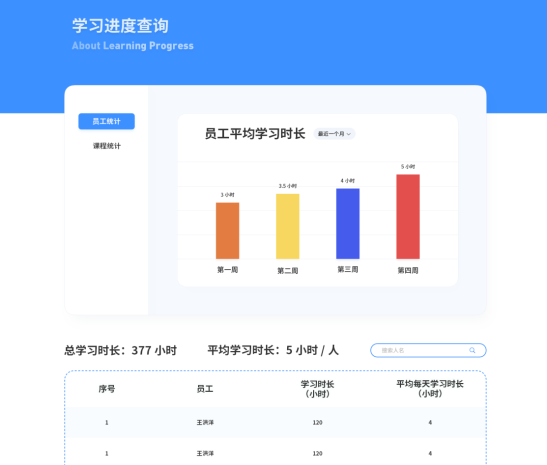 学习进度查询
About Learning Progress
员工统计
课程统计
员工平均学习时长 最近一个月
3 小时
3.5 小时
4 小时
5 小时
第一周 第二周 第三周 第四周
总学习时长：377 小时 平均学习时长：5 小时 / 人 搜索人名
序号 员工 学习时长（小时） 平均每天学习时长（小时）
1 王洪洋 120 4
1 王洪洋 120 4